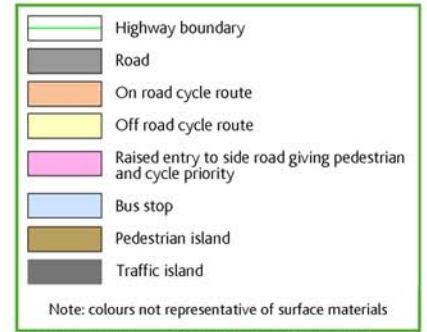 Highway boundary
Road
On road cycle route
Off road cycle route
Raised entry to side road giving pedestrian
and cycle priority
Bus stop
Pedestrian island
Traffic island
Note: colours not representative of surface materials